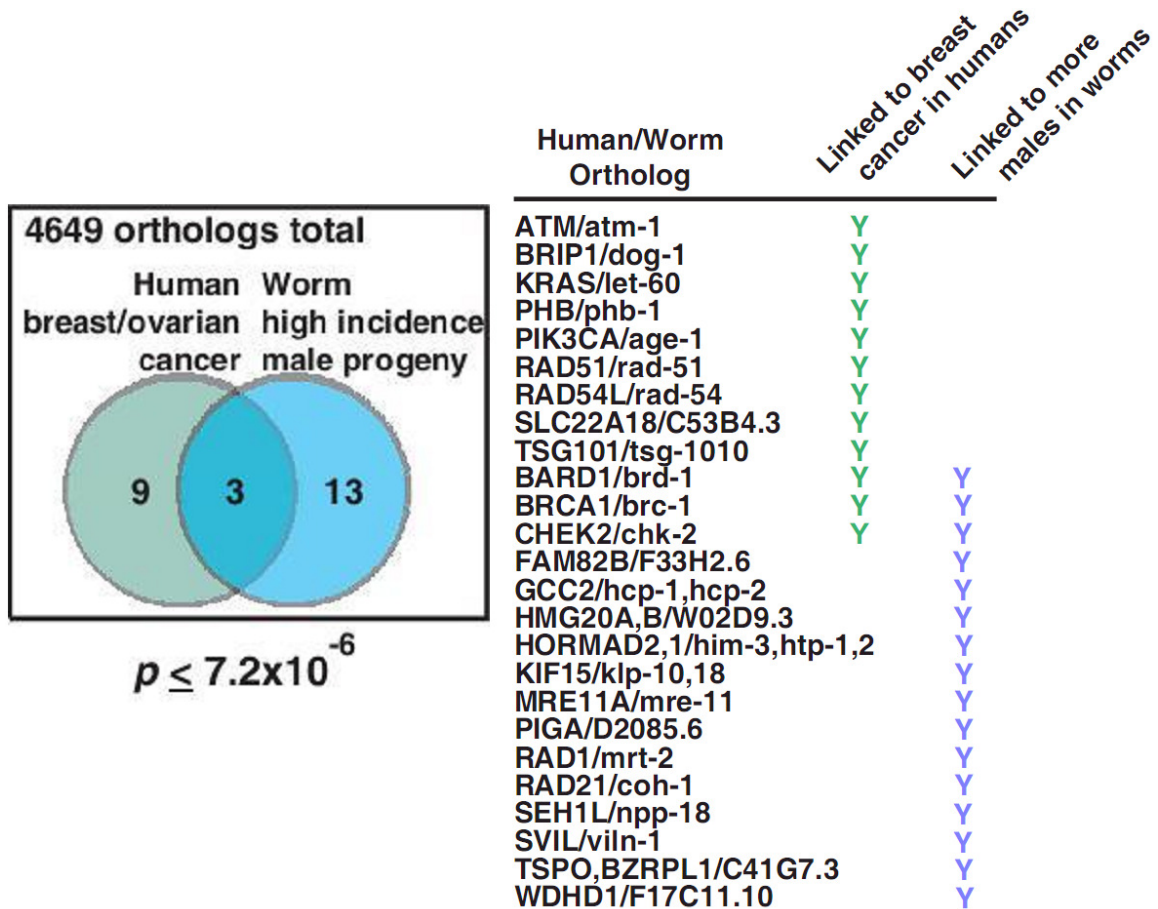 4649 orthologs total
Human Worm
breast/ovarian high incidence
cancer male progeny
9 3 13
p ≤ 7.2x10^-6
Human/Worm
Ortholog
Linked to breast
cancer in humans
Linked to more
males in worms
ATM/atm-1 Y
BRIP1/dog-1 Y
KRAS/let-60 Y
PHB/phb-1 Y
PIK3CA/age-1 Y
RAD51/rad-51 Y
RAD54L/rad-54 Y
SLC22A18/C53B4.3 Y
TSG101/tsg-1010 Y
BARD1/brd-1 Y Y
BRCA1/brc-1 Y Y
CHEK2/chk-2 Y Y
FAM82B/F33H2.6 Y
GCC2/hcp-1,hcp-2 Y
HMG20A,B/W02D9.3 Y
HORMAD2,1/him-3,htp-1,2 Y
KIF15/klp-10,18 Y
MRE11A/mre-11 Y
PIGA/D2085.6 Y
RAD1/mrt-2 Y
RAD21/coh-1 Y
SEH1L/npp-18 Y
SVIL/viln-1 Y
TSPO,BZRPL1/C41G7.3 Y
WDHD1/F17C11.10 Y